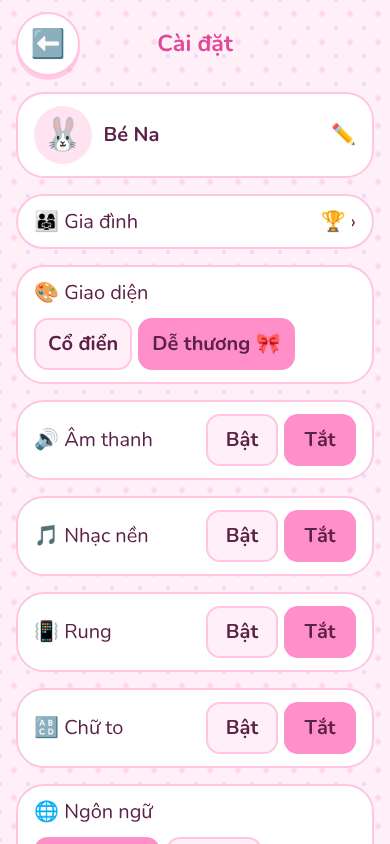 Cài đặt
Bé Na
Gia đình
Giao diện
Cổ điển
Dễ thương
Âm thanh
Bật
Tắt
Nhạc nền
Bật
Tắt
Rung
Bật
Tắt
Chữ to
Bật
Tắt
Ngôn ngữ